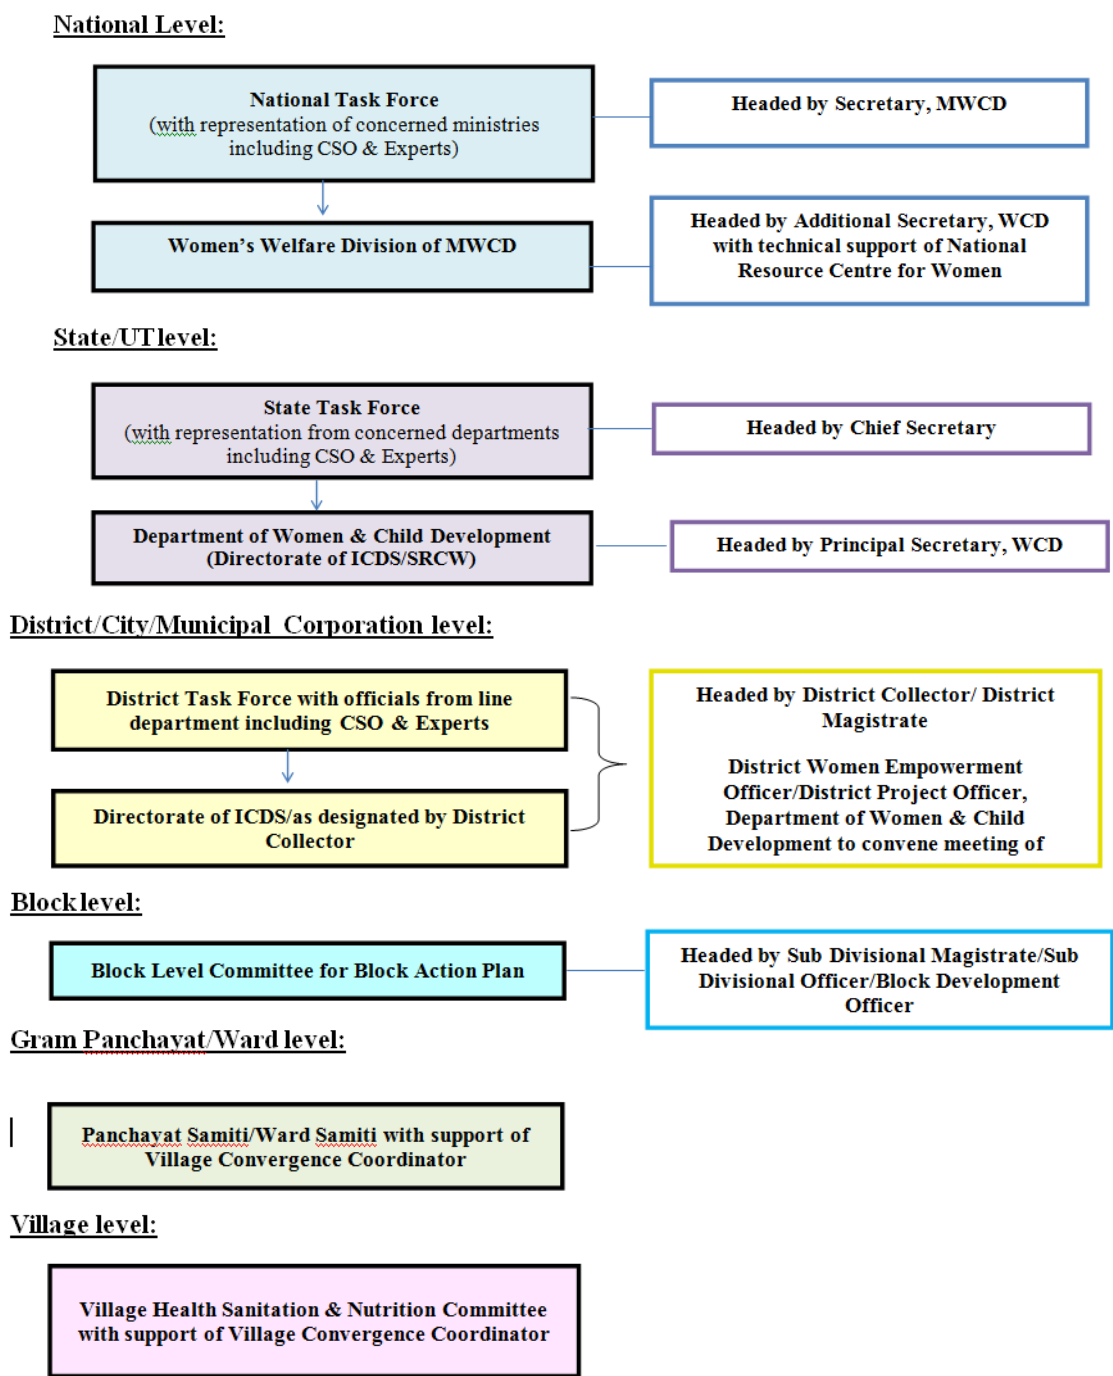 National Level:
National Task Force
(with representation of concerned ministries
including CSO & Experts)
Headed by Secretary, MWCD
Women's Welfare Division of MWCD
Headed by Additional Secretary, WCD
with technical support of National
Resource Centre for Women
State/UT level:
State Task Force
(with representation from concerned departments
including CSO & Experts)
Headed by Chief Secretary
Department of Women & Child Development
(Directorate of ICDS/SRCW)
Headed by Principal Secretary, WCD
District/City/Municipal Corporation level:
District Task Force with officials from line
department including CSO & Experts
Directorate of ICDS/as designated by District
Collector
Headed by District Collector/ District
Magistrate
District Women Empowerment
Officer/District Project Officer,
Department of Women & Child
Development to convene meeting of
Block level:
Block Level Committee for Block Action Plan
Headed by Sub Divisional Magistrate/Sub
Divisional Officer/Block Development
Officer
Gram Panchayat/Ward level:
Panchayat Samiti/Ward Samiti with support of
Village Convergence Coordinator
Village level:
Village Health Sanitation & Nutrition Committee
with support of Village Convergence Coordinator